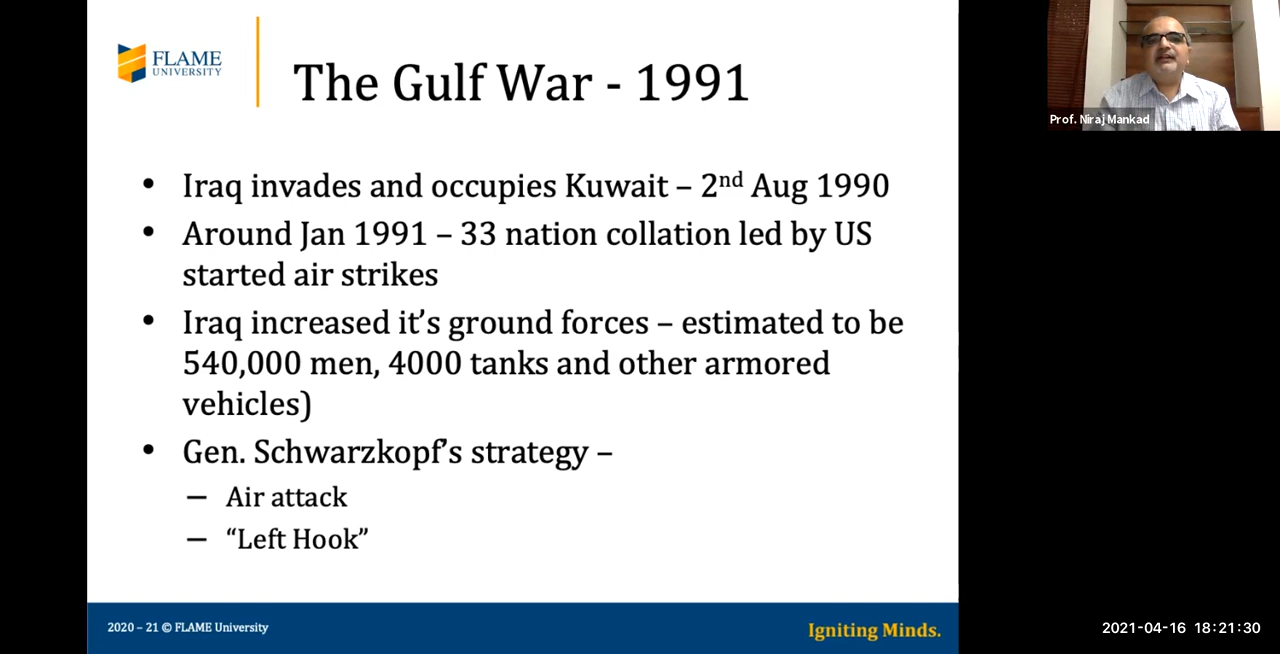 FLAME
UNIVERSITY
The Gulf War - 1991
Prof. Niraj Mankad
• Iraq invades and occupies Kuwait – 2nd Aug 1990
• Around Jan 1991 – 33 nation collation led by US
started air strikes
• Iraq increased it's ground forces – estimated to be
540,000 men, 4000 tanks and other armored
vehicles)
• Gen. Schwarzkopf's strategy –
– Air attack
– “Left Hook”
2020 – 21 © FLAME University
Igniting Minds.
2021-04-16 18:21:30